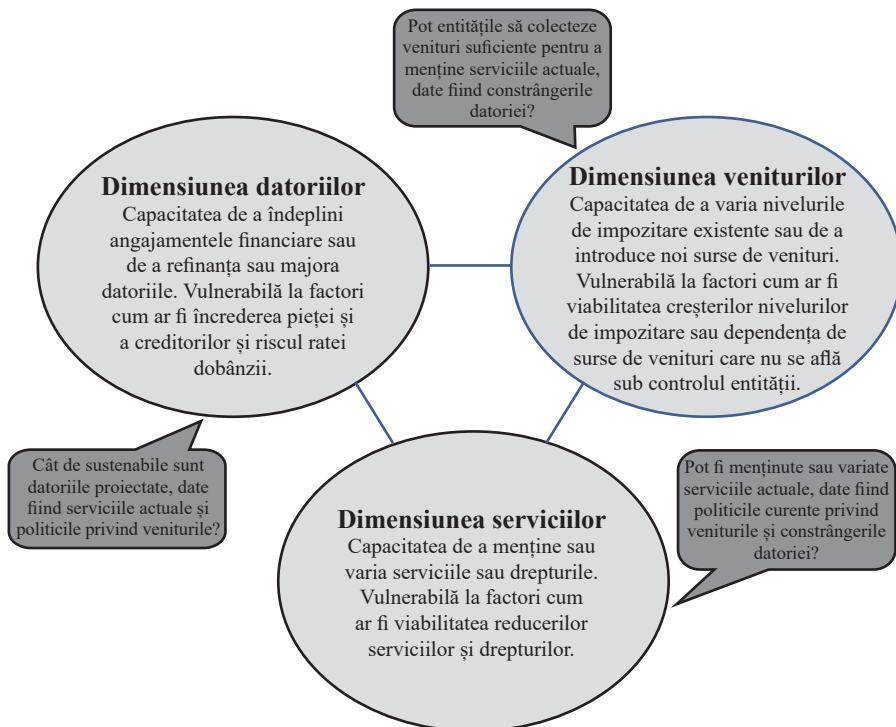 Pot entitățile să colecteze
venituri suficiente pentru a
menține serviciile actuale,
date fiind constrângerile
datoriei?
Dimensiunea datoriilor
Capacitatea de a îndeplini
angajamentele financiare sau
de a refinanța sau majora
datoriile. Vulnerabilă la factori
cum ar fi încrederea pieței și
a creditorilor și riscul ratei
dobânzii.
Dimensiunea veniturilor
Capacitatea de a varia nivelurile
de impozitare existente sau de a
introduce noi surse de venituri.
Vulnerabilă la factori cum ar fi
viabilitatea creșterilor nivelurilor
de impozitare sau dependența de
surse de venituri care nu se află
sub controlul entității.
Cât de sustenabile sunt
datoriile proiectate, date
fiind serviciile actuale și
politicile privind veniturile?
Dimensiunea serviciilor
Capacitatea de a menține sau
varia serviciile sau drepturile.
Vulnerabilă la factori cum
ar fi viabilitatea reducerilor
serviciilor și drepturilor.
Pot fi menținute sau variate
serviciile actuale, date fiind
politicile curente privind
veniturile și constrângerile
datoriei?